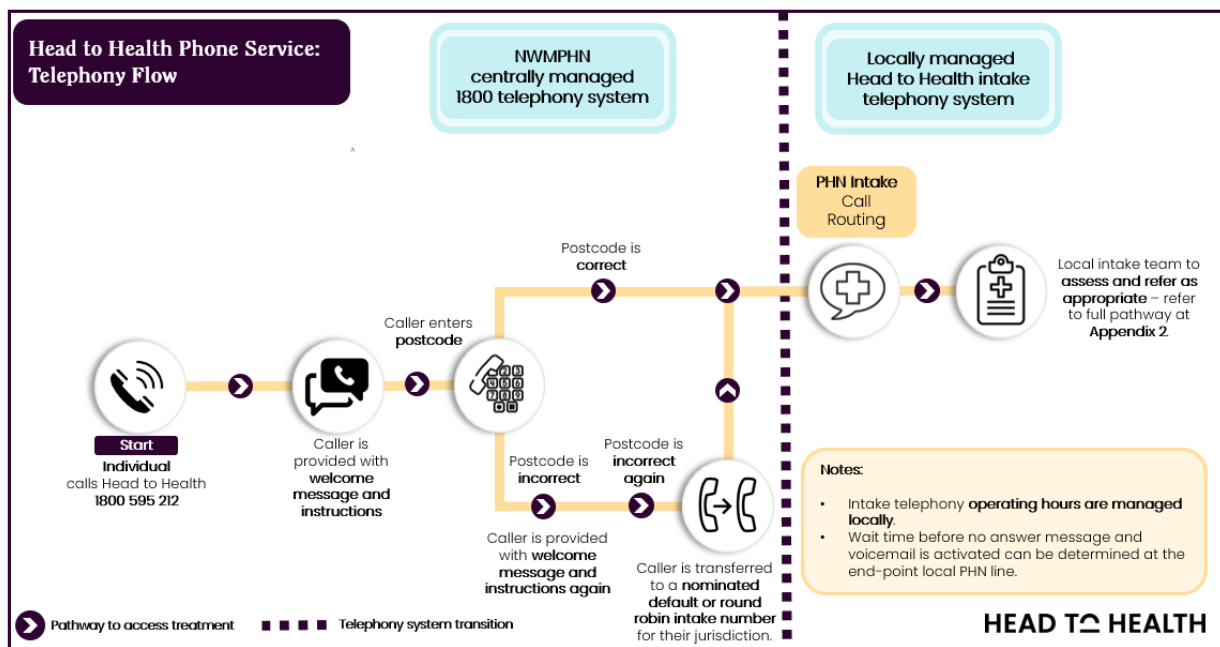 Head to Health Phone Service:
Telephony Flow
NWMPHN
centrally managed
1800 telephony system
Locally managed
Head to Health intake
telephony system
PHN Intake
Call
Routing
Postcode is
correct
Local intake team to
assess and refer as
appropriate – refer
to full pathway at
Appendix 2.
Caller enters
postcode
Start
Individual
calls Head to Health
1800 595 212
Caller is
provided with
welcome
message and
instructions
Postcode is
incorrect
Postcode is
incorrect
again
Caller is provided
with welcome
message and
instructions again
Caller is transferred
to a nominated
default or round
robin intake number
for their jurisdiction.
Notes:
• Intake telephony operating hours are managed
locally.
• Wait time before no answer message and
voicemail is activated can be determined at the
end-point local PHN line.
Pathway to access treatment
Telephony system transition
HEAD TO HEALTH